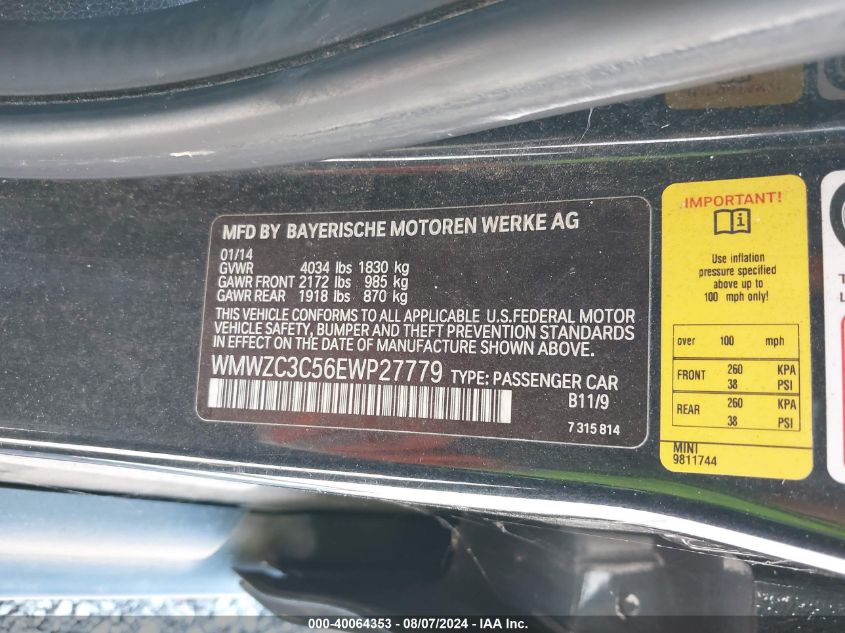 MFD BY BAYERISCHE MOTOREN WERKE AG
01/14
GVWR 4034 lbs 1830 kg
GAWR FRONT 2172 lbs 985 kg
GAWR REAR 1918 lbs 870 kg
THIS VEHICLE CONFORMS TO ALL APPLICABLE U.S.FEDERAL MOTOR
VEHICLE SAFETY, BUMPER AND THEFT PREVENTION STANDARDS
IN EFFECT ON THE DATE OF MANUFACTURE SHOWN ABOVE.
WMWZC3C56EWP27779 TYPE: PASSENGER CAR
B11/9
7 315 814
IMPORTANT!
Use inflation
pressure specified
above up to
100 mph only!
over 100 mph
FRONT 260 KPA
38 PSI
REAR 260 KPA
38 PSI
MINI
9811744
000-40064353 - 08/07/2024 - IAA Inc.